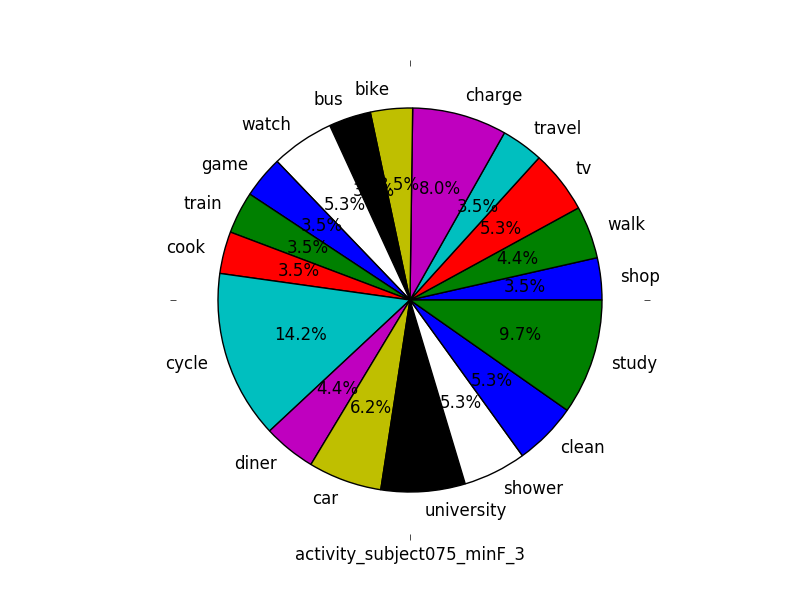 bike
charge
bus
travel
watch
tv
game
walk
train
cook
shop
cycle
study
diner
clean
car
shower
university
8.0%
5.3%
3.5%
5.3%
3.5%
3.5%
4.4%
3.5%
3.5%
14.2%
9.7%
4.4%
5.3%
6.2%
5.3%
activity_subject075_minF_3